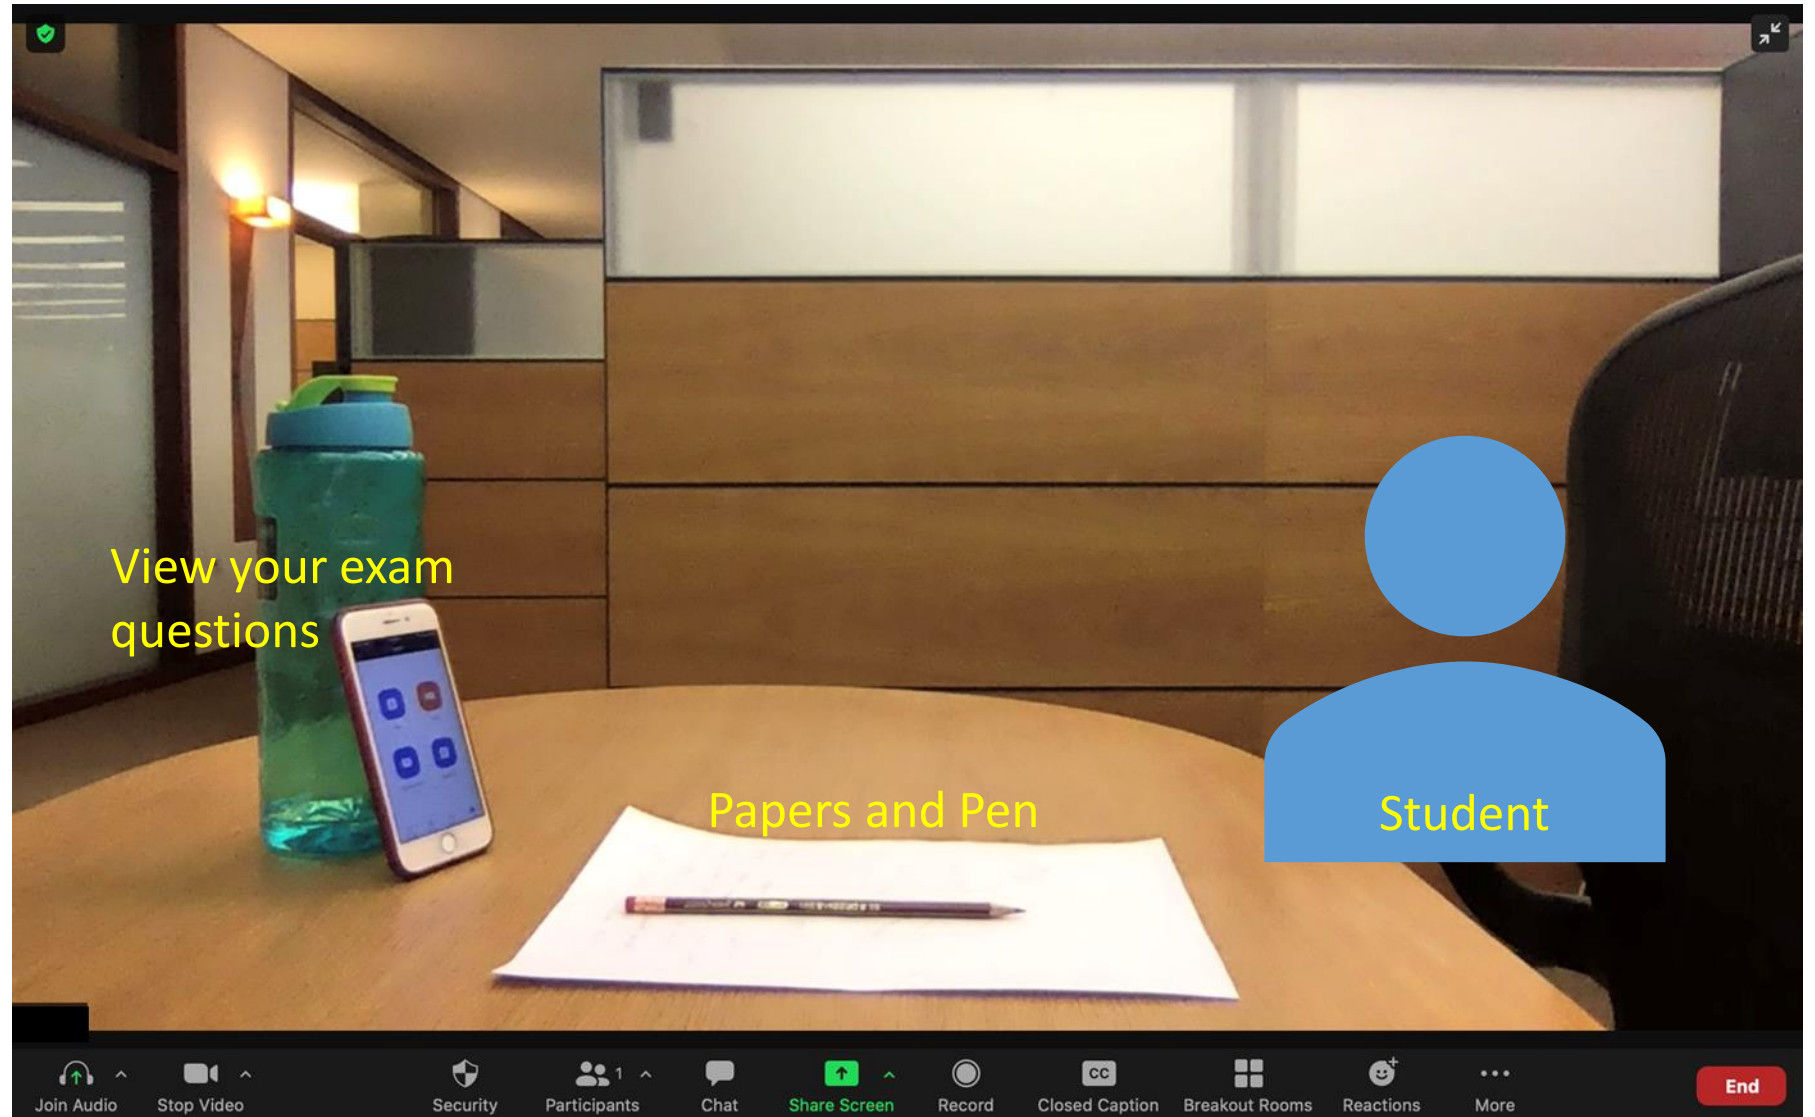 View your exam
questions
Papers and Pen
Student
Join Audio
Stop Video
Security
Participants
1
Chat
Share Screen
Record
CC
Closed Caption
Breakout Rooms
Reactions
More
End